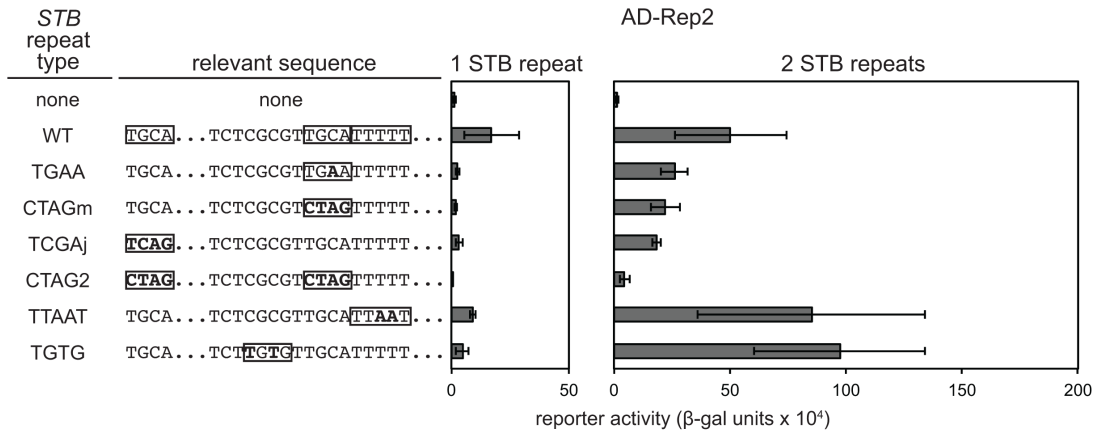 STB repeat type
relevant sequence
AD-Rep2
1 STB repeat
2 STB repeats
none none
WT TGCA...TCTCGCGTTGCATTTTT...
TGAA TGCA...TCTCGCGTTGAATTTTT...
CTAGm TGCA...TCTCGCGTCTAGTTTTT...
TCGAj TCAG...TCTCGCGTTGCATTTTT...
CTAG2 CTAG...TCTCGCGTCTAGTTTTT...
TTAAT TGCA...TCTCGCGTTGCATTAAT...
TGTG TGCA...TCTTGTGTTGCATTTTT...
0 50
0 50 100 150 200
reporter activity (β-gal units x 10⁴)